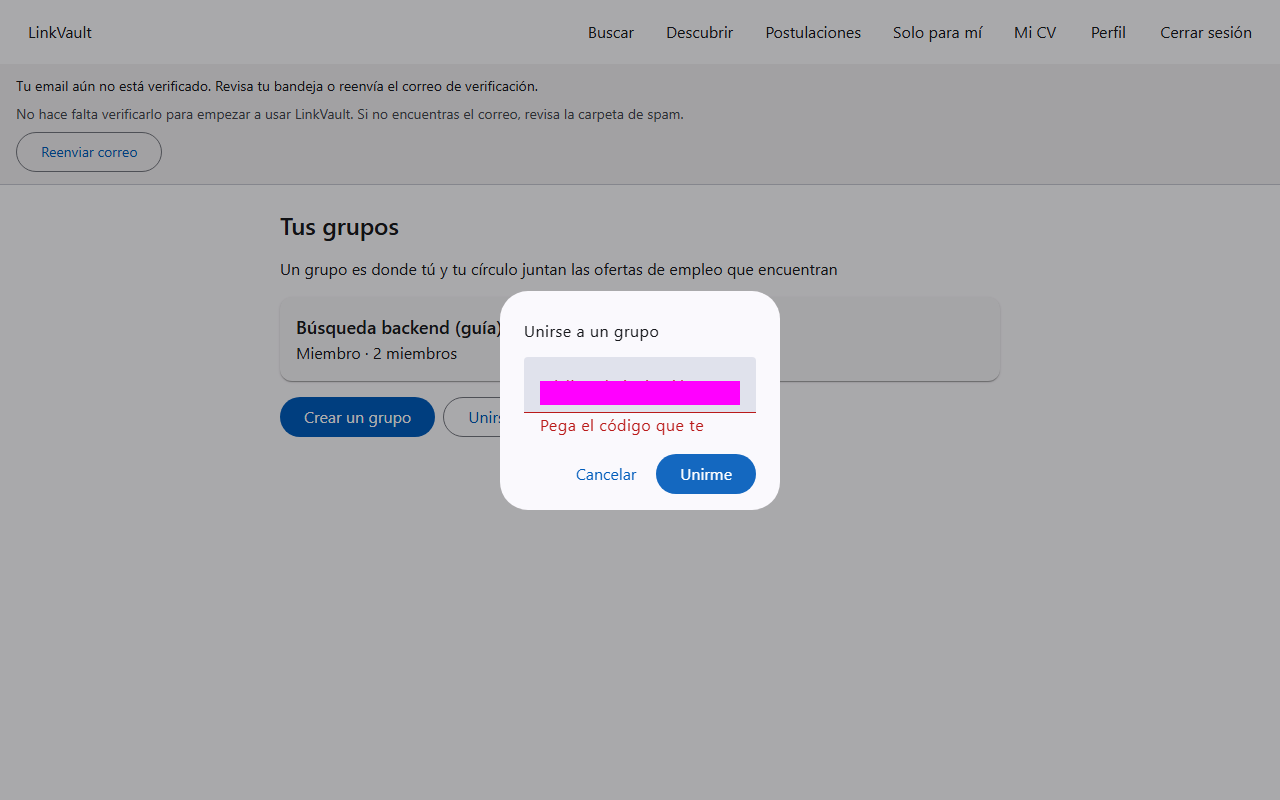 LinkVault
Buscar
Descubrir
Postulaciones
Solo para mí
Mi CV
Perfil
Cerrar sesión
Tu email aún no está verificado. Revisa tu bandeja o reenvía el correo de verificación.
No hace falta verificarlo para empezar a usar LinkVault. Si no encuentras el correo, revisa la carpeta de spam.
Reenviar correo
Tus grupos
Un grupo es donde tú y tu círculo juntan las ofertas de empleo que encuentran
Búsqueda backend (guía)
Miembro · 2 miembros
Crear un grupo
Unirse a un grupo
Pega el código que te
Cancelar
Unirme